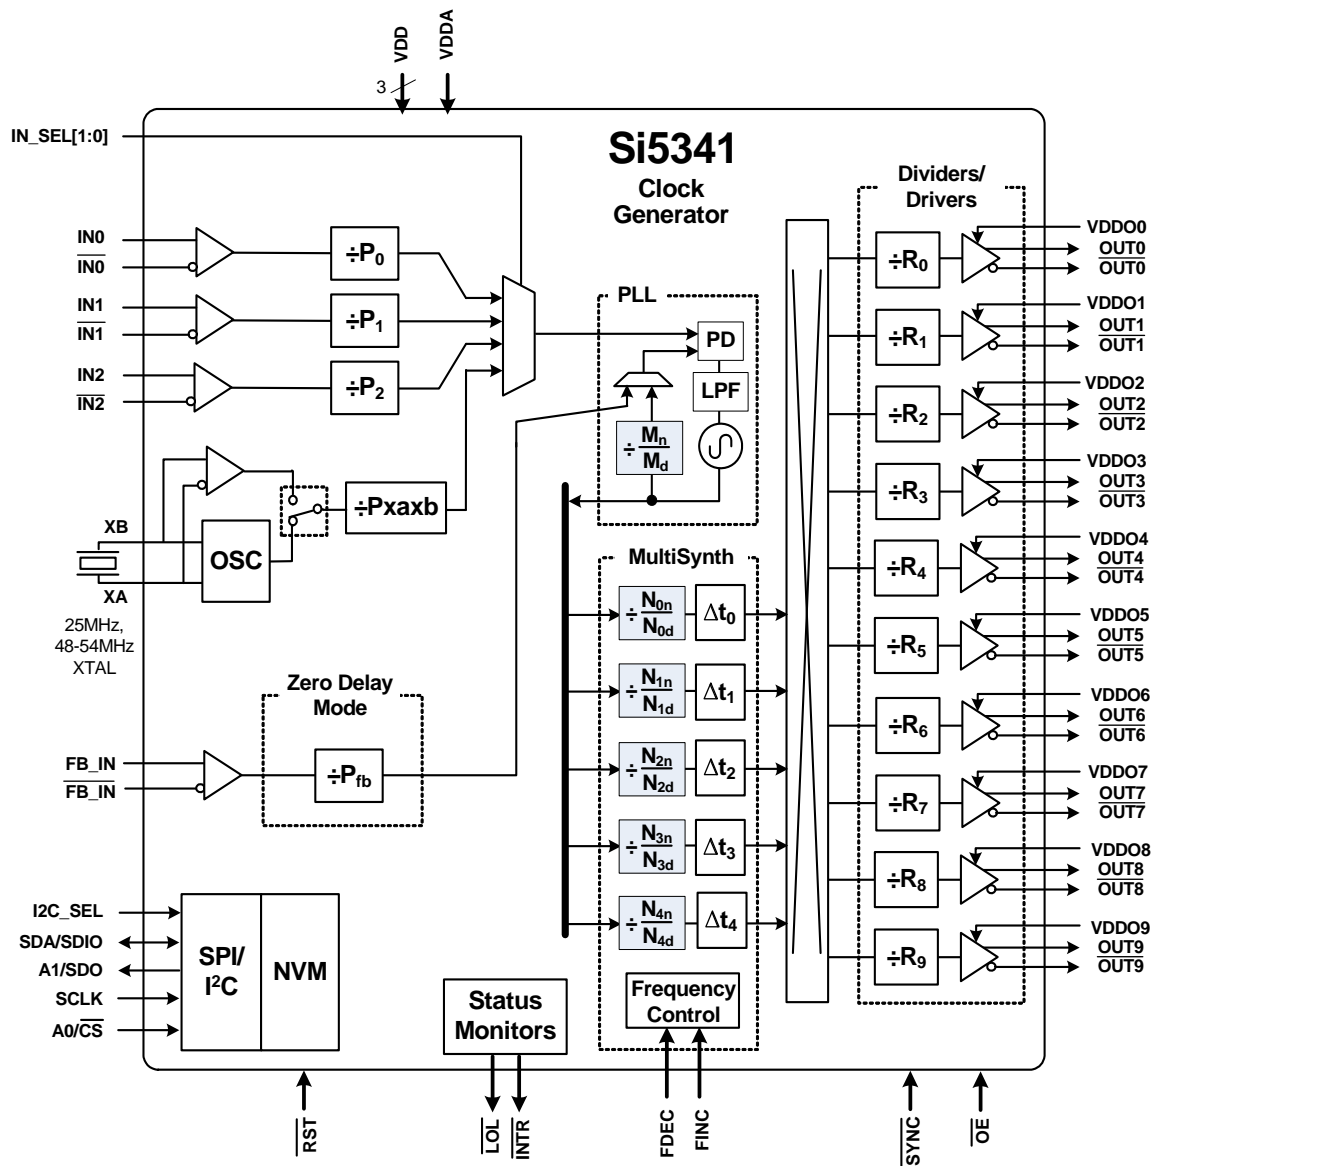 VDD
VDDA
3
IN_SEL[1:0]
Si5341
Clock
Generator
Dividers/
Drivers
IN0
IN0
÷P0
IN1
IN1
÷P1
IN2
IN2
÷P2
XB
OSC
÷Pxaxb
XA
25MHz,
48-54MHz
XTAL
PLL
PD
LPF
÷ Mn
Md
Zero Delay
Mode
FB_IN
FB_IN
÷Pfb
MultiSynth
÷ N0n
N0d
Δt0
÷ N1n
N1d
Δt1
÷ N2n
N2d
Δt2
÷ N3n
N3d
Δt3
÷ N4n
N4d
Δt4
Frequency
Control
÷R0
VDDO0
OUT0
OUT0
÷R1
VDDO1
OUT1
OUT1
÷R2
VDDO2
OUT2
OUT2
÷R3
VDDO3
OUT3
OUT3
÷R4
VDDO4
OUT4
OUT4
÷R5
VDDO5
OUT5
OUT5
÷R6
VDDO6
OUT6
OUT6
÷R7
VDDO7
OUT7
OUT7
÷R8
VDDO8
OUT8
OUT8
÷R9
VDDO9
OUT9
OUT9
I2C_SEL
SDA/SDIO
A1/SDO
SCLK
A0/CS
SPI/
I²C
NVM
Status
Monitors
RST
LOL
INTR
FDEC
FINC
SYNC
OE